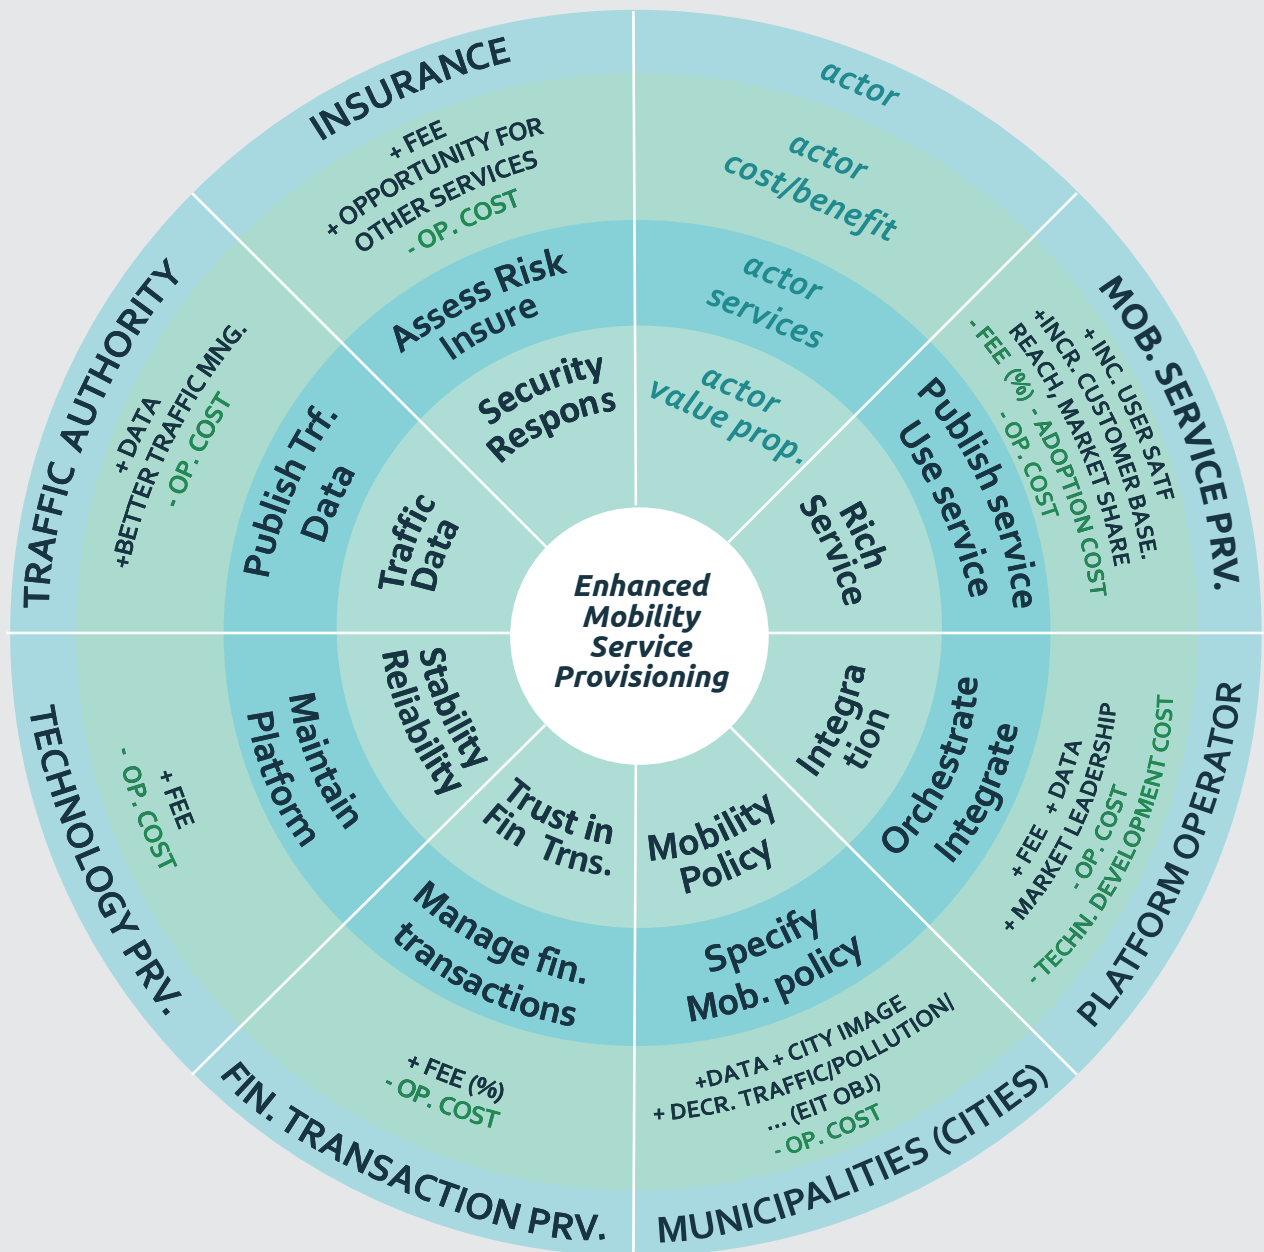 Enhanced
Mobility
Service
Provisioning
actor
actor
cost/benefit
actor
services
actor
value prop.
MOB. SERVICE PRV.
+ INC. USER SATF
+INCR. CUSTOMER BASE.
REACH, MARKET SHARE
- FEE (%) - ADOPTION COST
- OP. COST
Publish service
Use service
Rich
Service
PLATFORM OPERATOR
+ FEE + DATA
+ MARKET LEADERSHIP
- OP. COST
- TECHN. DEVELOPMENT COST
Orchestrate
Integrate
Integra
tion
MUNICIPALITIES (CITIES)
+DATA + CITY IMAGE
+ DECR. TRAFFIC/POLLUTION/
... (EIT OBJ)
- OP. COST
Specify
Mob. policy
Mobility
Policy
FIN. TRANSACTION PRV.
+ FEE (%)
- OP. COST
Manage fin.
transactions
Trust in
Fin Trns.
TECHNOLOGY PRV.
+ FEE
- OP. COST
Maintain
Platform
Stability
Reliability
TRAFFIC AUTHORITY
+ DATA
+BETTER TRAFFIC MNG.
- OP. COST
Publish Trf.
Data
Traffic
Data
INSURANCE
+ FEE
+ OPPORTUNITY FOR
OTHER SERVICES
- OP. COST
Assess Risk
Insure
Security
Respons